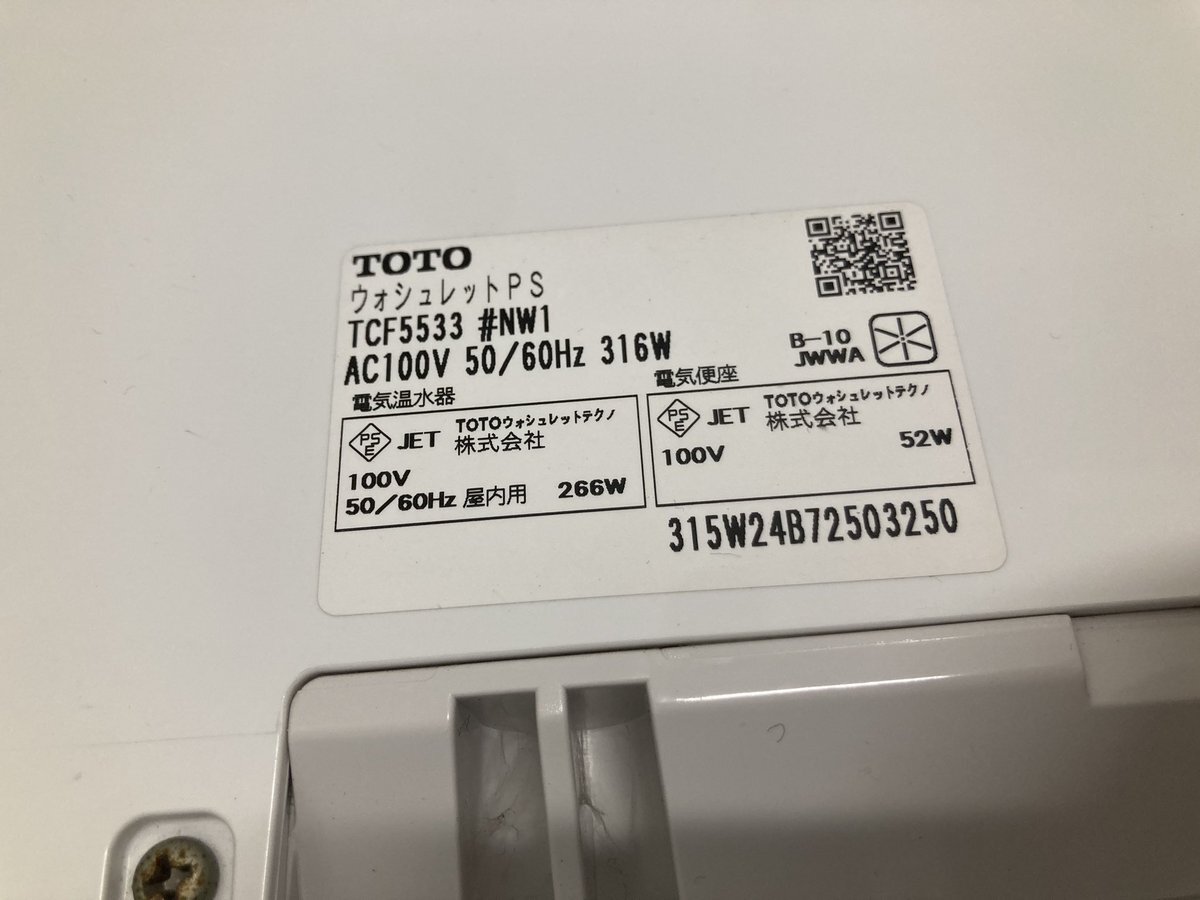 TOTO
ウォシュレットPS
TCF5533 #NW1
AC100V 50/60Hz 316W
B-10
JWWA
電気温水器
PSE JET TOTOウォシュレットテクノ
株式会社
100V
50/60Hz 屋内用 266W
電気便座
PSE JET TOTOウォシュレットテクノ
株式会社
100V 52W
315W24B72503250